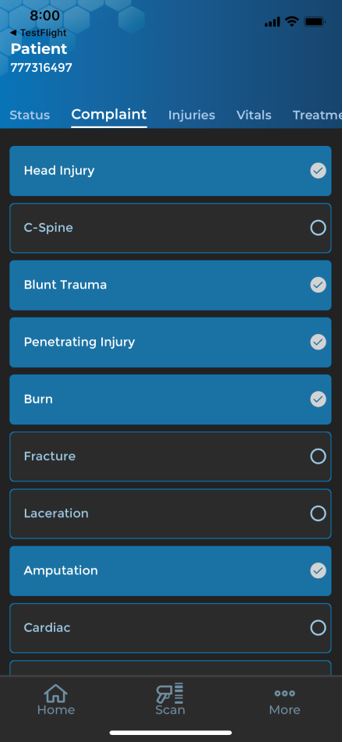 8:00
◀ TestFlight
Patient
777316497
Status Complaint Injuries Vitals Treatme
Head Injury
C-Spine
Blunt Trauma
Penetrating Injury
Burn
Fracture
Laceration
Amputation
Cardiac
Home Scan More